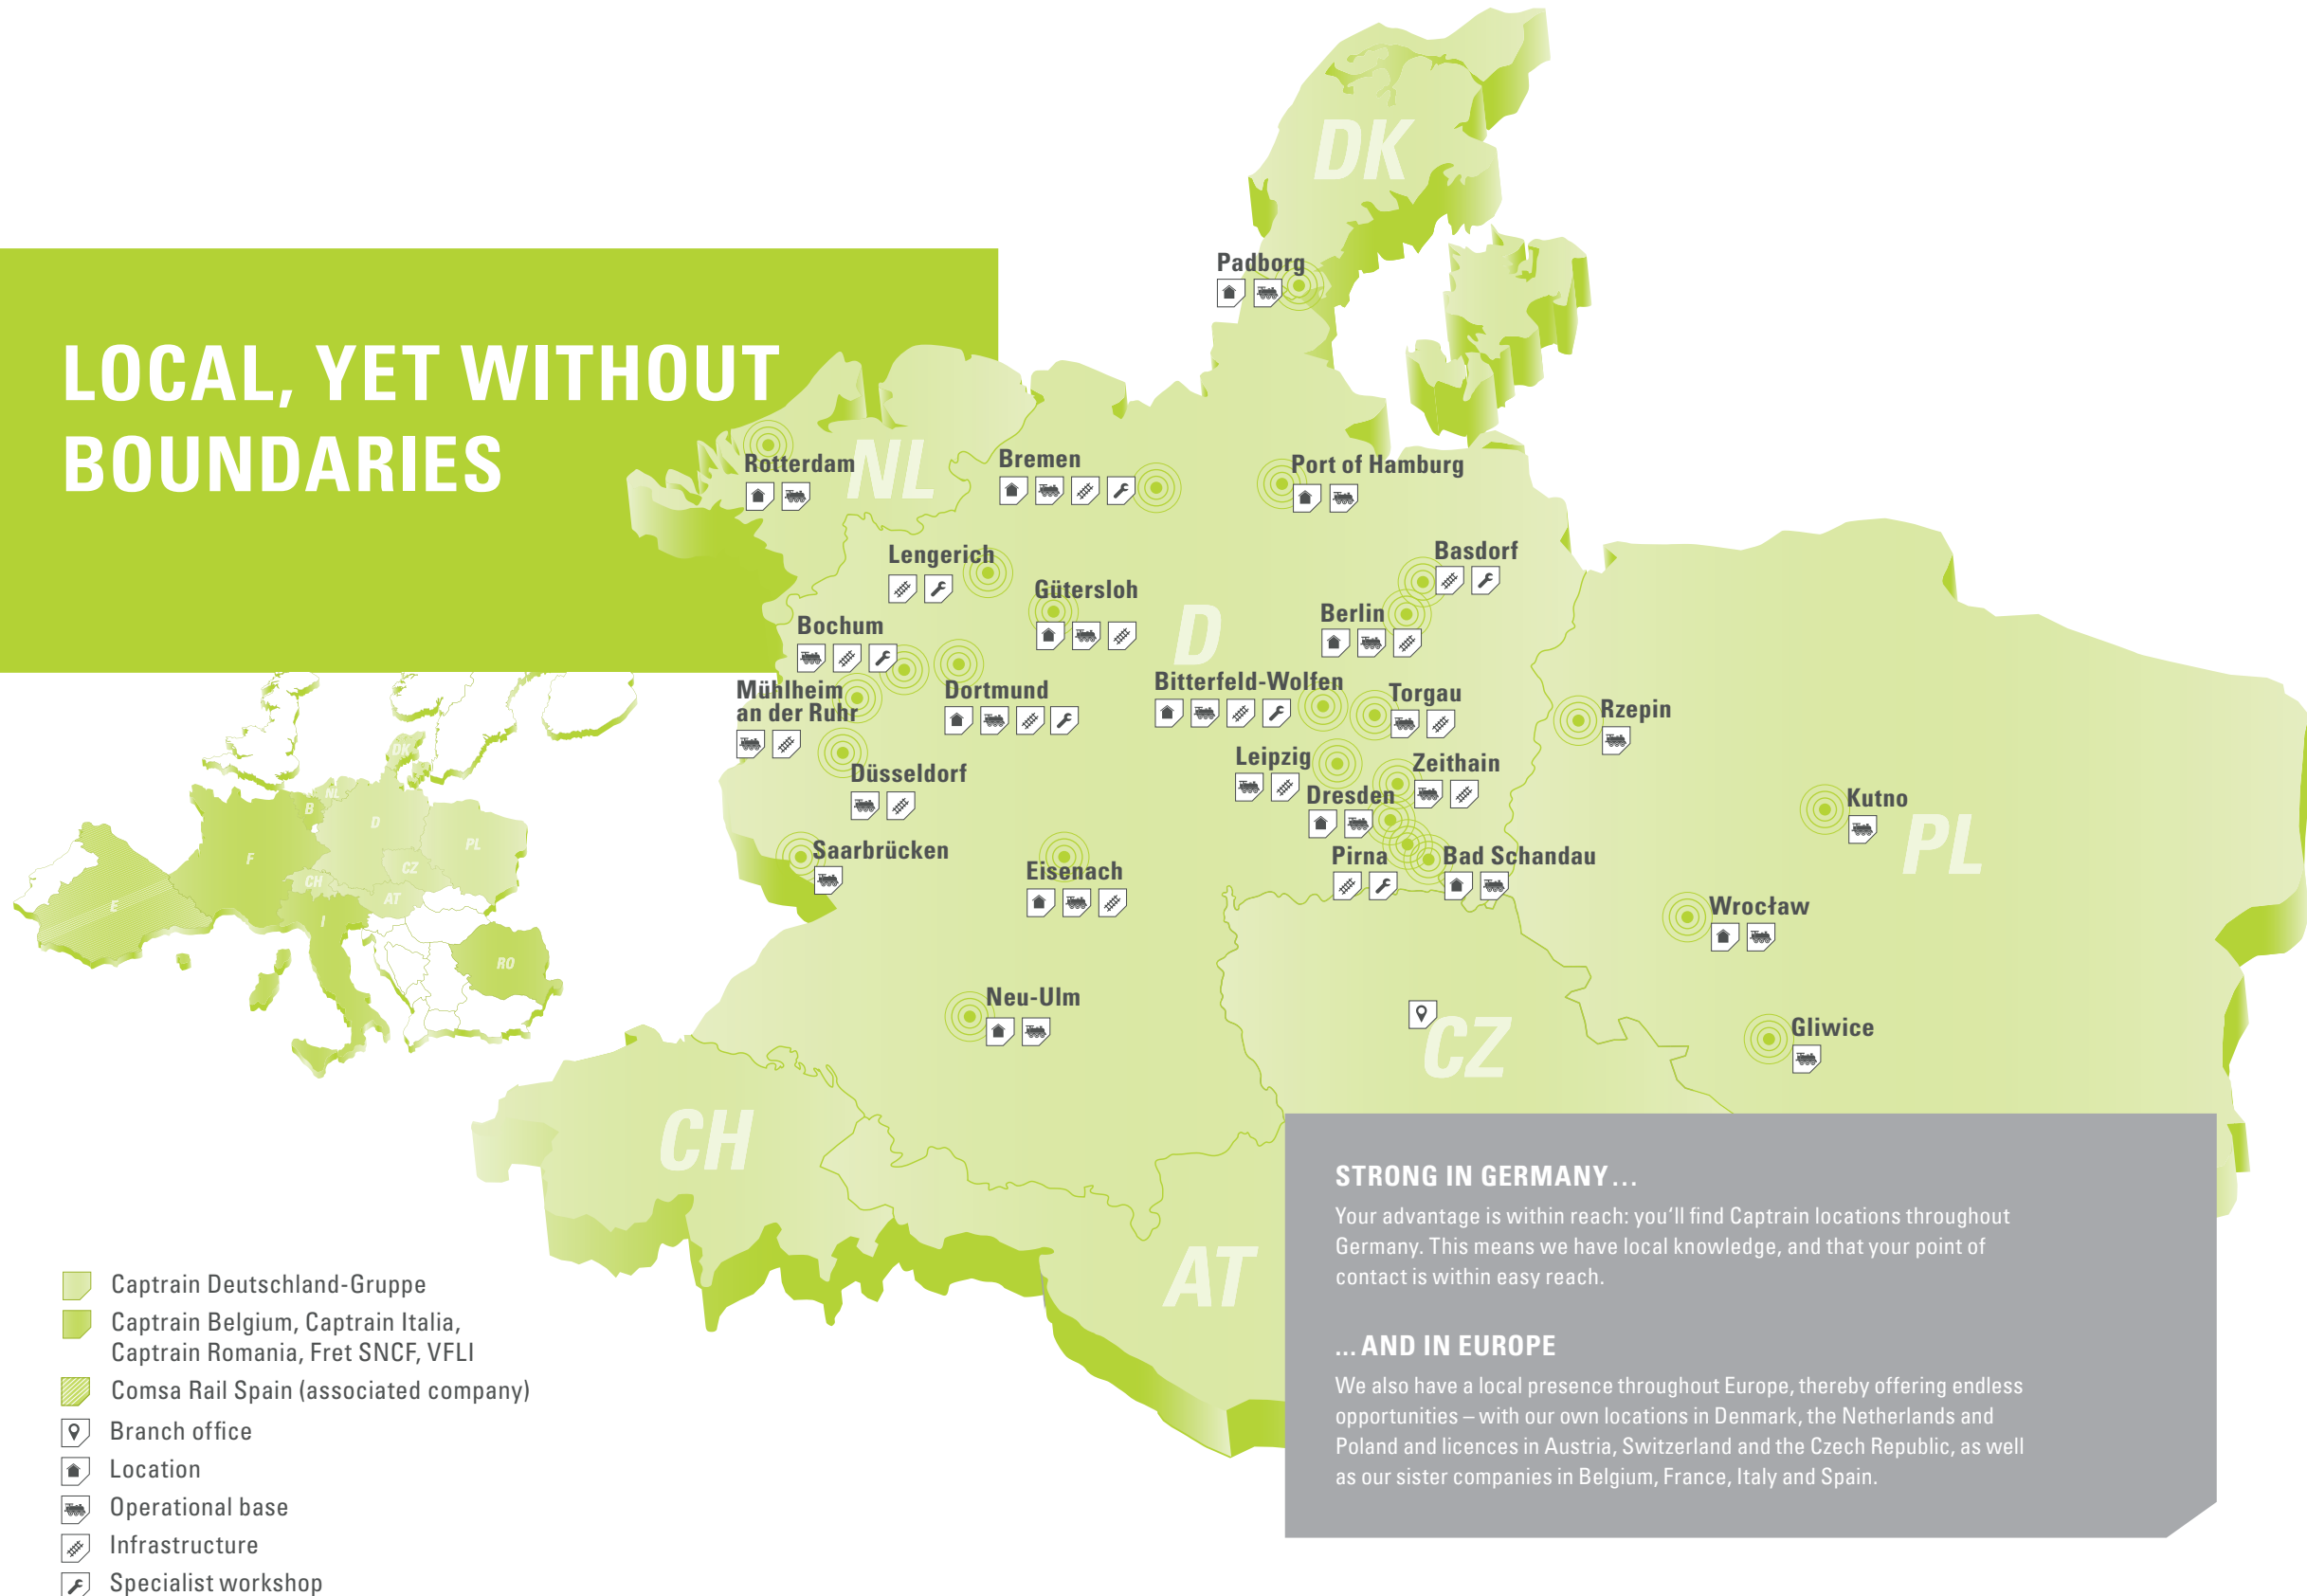 LOCAL, YET WITHOUT
BOUNDARIES
DK
Padborg
NL
Rotterdam
Bremen
Port of Hamburg
Lengerich
Basdorf
Gütersloh
D
Berlin
Bochum
Mühlheim
an der Ruhr
Dortmund
Bitterfeld-Wolfen
Torgau
Rzepin
Düsseldorf
Leipzig
Zeithain
Dresden
Kutno
PL
Saarbrücken
Eisenach
Pirna
Bad Schandau
Wrocław
Neu-Ulm
CZ
Gliwice
CH
AT
DK
NL
B
D
PL
F
CZ
CH
AT
E
I
RO
Captrain Deutschland-Gruppe
Captrain Belgium, Captrain Italia,
Captrain Romania, Fret SNCF, VFLI
Comsa Rail Spain (associated company)
Branch office
Location
Operational base
Infrastructure
Specialist workshop
STRONG IN GERMANY…
Your advantage is within reach: you‘ll find Captrain locations throughout
Germany. This means we have local knowledge, and that your point of
contact is within easy reach.
… AND IN EUROPE
We also have a local presence throughout Europe, thereby offering endless
opportunities – with our own locations in Denmark, the Netherlands and
Poland and licences in Austria, Switzerland and the Czech Republic, as well
as our sister companies in Belgium, France, Italy and Spain.